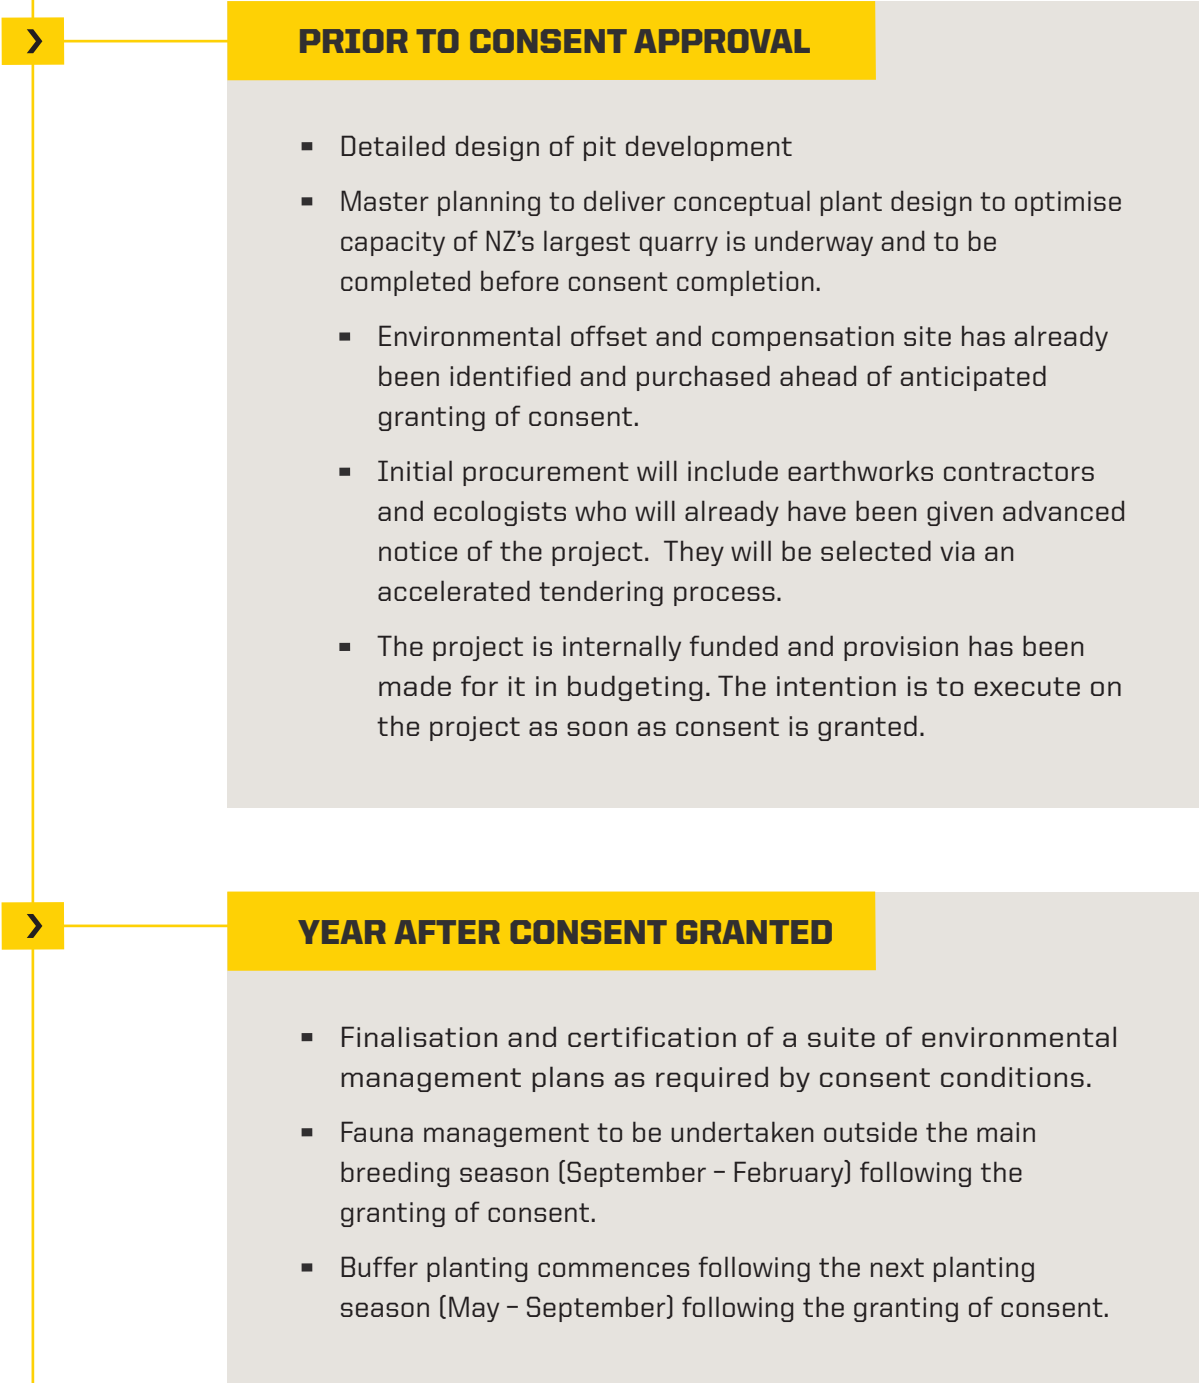 PRIOR TO CONSENT APPROVAL
Detailed design of pit development
Master planning to deliver conceptual plant design to optimise
capacity of NZ’s largest quarry is underway and to be
completed before consent completion.
Environmental offset and compensation site has already
been identified and purchased ahead of anticipated
granting of consent.
Initial procurement will include earthworks contractors
and ecologists who will already have been given advanced
notice of the project.  They will be selected via an
accelerated tendering process.
The project is internally funded and provision has been
made for it in budgeting. The intention is to execute on
the project as soon as consent is granted.
YEAR AFTER CONSENT GRANTED
Finalisation and certification of a suite of environmental
management plans as required by consent conditions.
Fauna management to be undertaken outside the main
breeding season (September – February) following the
granting of consent.
Buffer planting commences following the next planting
season (May – September) following the granting of consent.